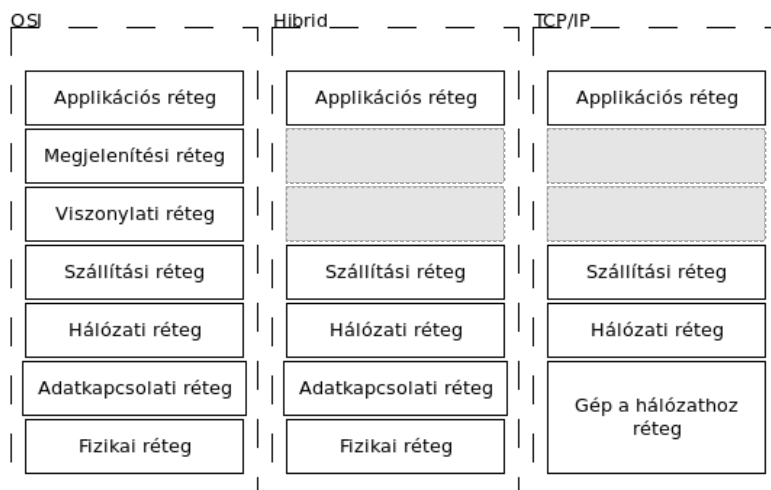 OSI
Applikációs réteg
Megjelenítési réteg
Viszonylati réteg
Szállítási réteg
Hálózati réteg
Adatkapcsolati réteg
Fizikai réteg
Hibrid
Applikációs réteg
Szállítási réteg
Hálózati réteg
Adatkapcsolati réteg
Fizikai réteg
TCP/IP
Applikációs réteg
Szállítási réteg
Hálózati réteg
Gép a hálózathoz
réteg